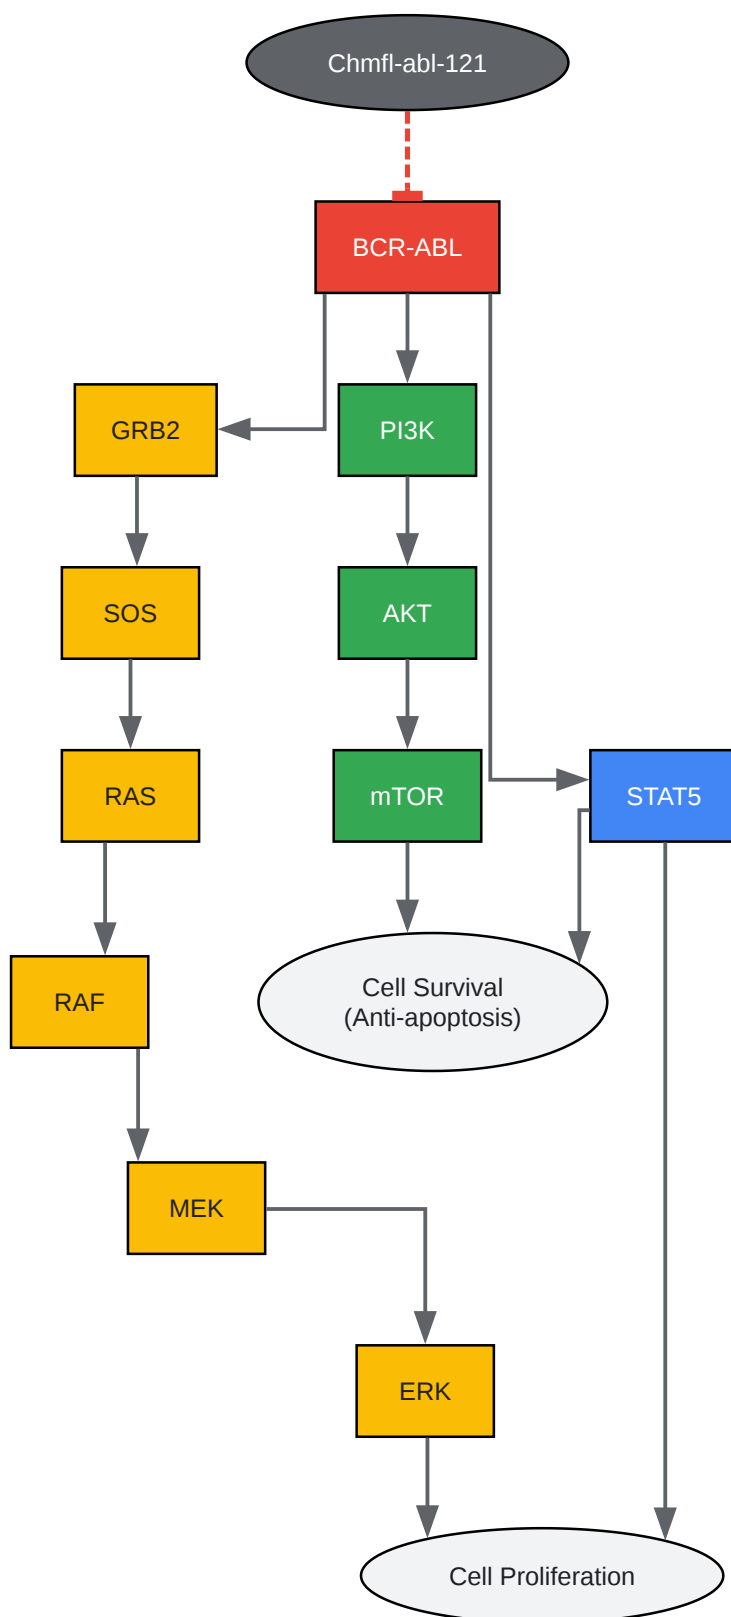 Chmfl-abl-121
BCR-ABL
GRB2
PI3K
SOS
AKT
RAS
mTOR
STAT5
RAF
Cell Survival
(Anti-apoptosis)
MEK
ERK
Cell Proliferation